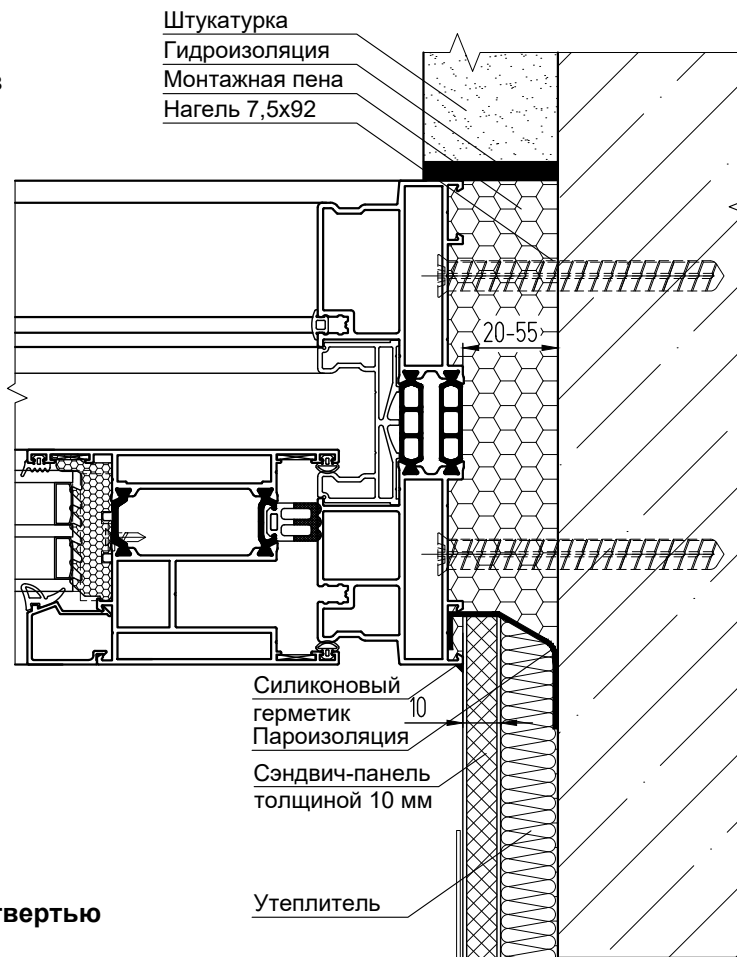 Штукатурка
Гидроизоляция
Монтажная пена
Нагель 7,5x92
20-55
Силиконовый
герметик
10
Пароизоляция
Сэндвич-панель
толщиной 10 мм
Утеплитель
твертью